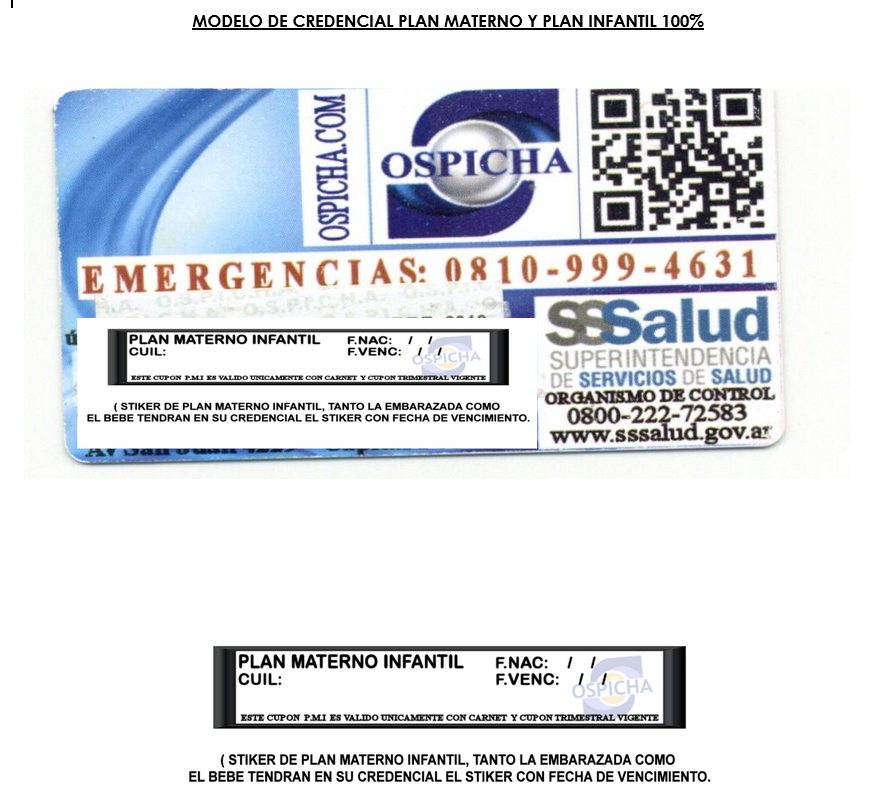 MODELO DE CREDENCIAL PLAN MATERNO Y PLAN INFANTIL 100%
OSPICHA.COM
OSPICHA
EMERGENCIAS: 0810-999-4631
O.S.P.I.C.H.A. O.S.P.I.C.H.A.
PLAN MATERNO INFANTIL F.NAC: / /
CUIL: F.VENC: / /
OSPICHA
ESTE CUPON P.M.I ES VALIDO UNICAMENTE CON CARNET Y CUPON TRIMESTRAL VIGENTE
( STIKER DE PLAN MATERNO INFANTIL, TANTO LA EMBARAZADA COMO
EL BEBE TENDRAN EN SU CREDENCIAL EL STIKER CON FECHA DE VENCIMIENTO.
SSSalud
SUPERINTENDENCIA
DE SERVICIOS DE SALUD
ORGANISMO DE CONTROL
0800-222-72583
www.sssalud.gov.ar
Av San Juan
PLAN MATERNO INFANTIL F.NAC: / /
CUIL: F.VENC: / /
OSPICHA
ESTE CUPON P.M.I ES VALIDO UNICAMENTE CON CARNET Y CUPON TRIMESTRAL VIGENTE
( STIKER DE PLAN MATERNO INFANTIL, TANTO LA EMBARAZADA COMO
EL BEBE TENDRAN EN SU CREDENCIAL EL STIKER CON FECHA DE VENCIMIENTO.